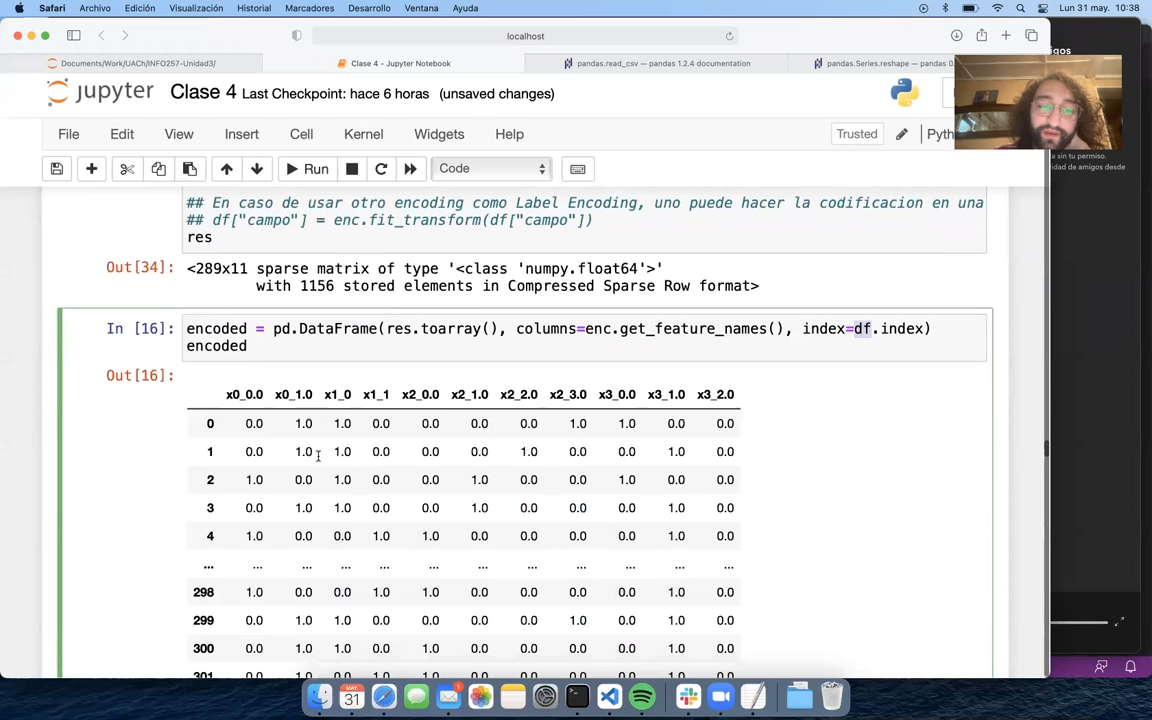 Safari Archivo Edición Visualización Historial Marcadores Desarrollo Ventana Ayuda Lun 31 may. 10:38
localhost
Documents/Work/UACh/INFO257-Unidad3/ Clase 4 - Jupyter Notebook pandas.read_csv — pandas 1.2.4 documentation pandas.Series.reshape — pandas 0.
igos
jupyter Clase 4 Last Checkpoint: hace 6 horas (unsaved changes)
File Edit View Insert Cell Kernel Widgets Help Trusted Pyth
a sin tu permiso.
idad de amigos desde
Run Code
## En caso de usar otro encoding como Label Encoding, uno puede hacer la codificacion en una
## df["campo"] = enc.fit_transform(df["campo"])
res
Out[34]: <289x11 sparse matrix of type '<class 'numpy.float64'>'
with 1156 stored elements in Compressed Sparse Row format>
In [16]: encoded = pd.DataFrame(res.toarray(), columns=enc.get_feature_names(), index=df.index)
encoded
Out[16]:
x0_0.0 x0_1.0 x1_0 x1_1 x2_0.0 x2_1.0 x2_2.0 x2_3.0 x3_0.0 x3_1.0 x3_2.0
0 0.0 1.0 1.0 0.0 0.0 0.0 0.0 1.0 1.0 0.0 0.0
1 0.0 1.0 1.0 0.0 0.0 0.0 1.0 0.0 0.0 1.0 0.0
2 1.0 0.0 1.0 0.0 0.0 1.0 0.0 0.0 1.0 0.0 0.0
3 0.0 1.0 1.0 0.0 0.0 1.0 0.0 0.0 0.0 1.0 0.0
4 1.0 0.0 0.0 1.0 1.0 0.0 0.0 0.0 0.0 1.0 0.0
... ... ... ... ... ... ... ... ... ... ... ...
298 1.0 0.0 0.0 1.0 1.0 0.0 0.0 0.0 0.0 1.0 0.0
299 0.0 1.0 1.0 0.0 0.0 0.0 0.0 1.0 0.0 1.0 0.0
300 0.0 1.0 1.0 0.0 1.0 0.0 0.0 0.0 0.0 1.0 0.0
MAY. 31 1